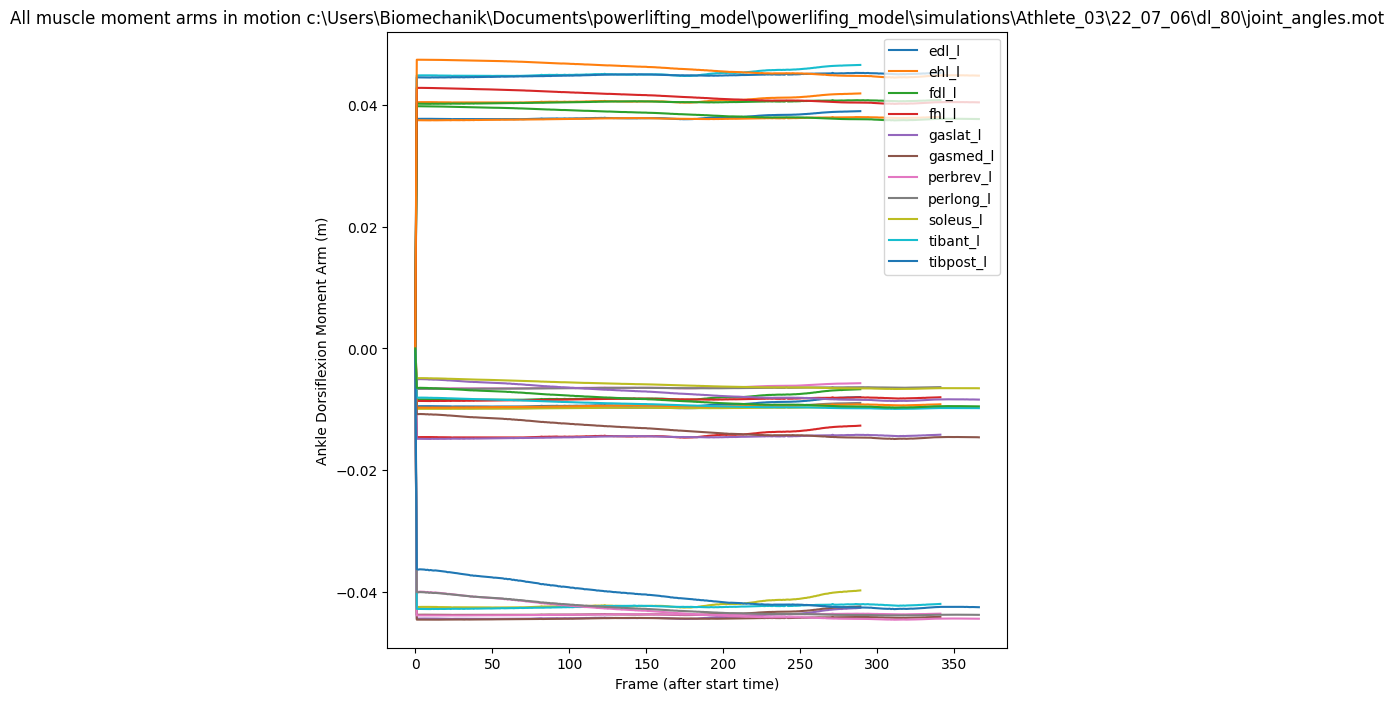 All muscle moment arms in motion c:\Users\Biomechanik\Documents\powerlifting_model\powerlifing_model\simulations\Athlete_03\22_07_06\dl_80\joint_angles.mot
edl_l
ehl_l
fdl_l
fhl_l
gaslat_l
gasmed_l
perbrev_l
perlong_l
soleus_l
tibant_l
tibpost_l
Ankle Dorsiflexion Moment Arm (m)
0.04
0.02
0.00
−0.02
−0.04
0
50
100
150
200
250
300
350
Frame (after start time)